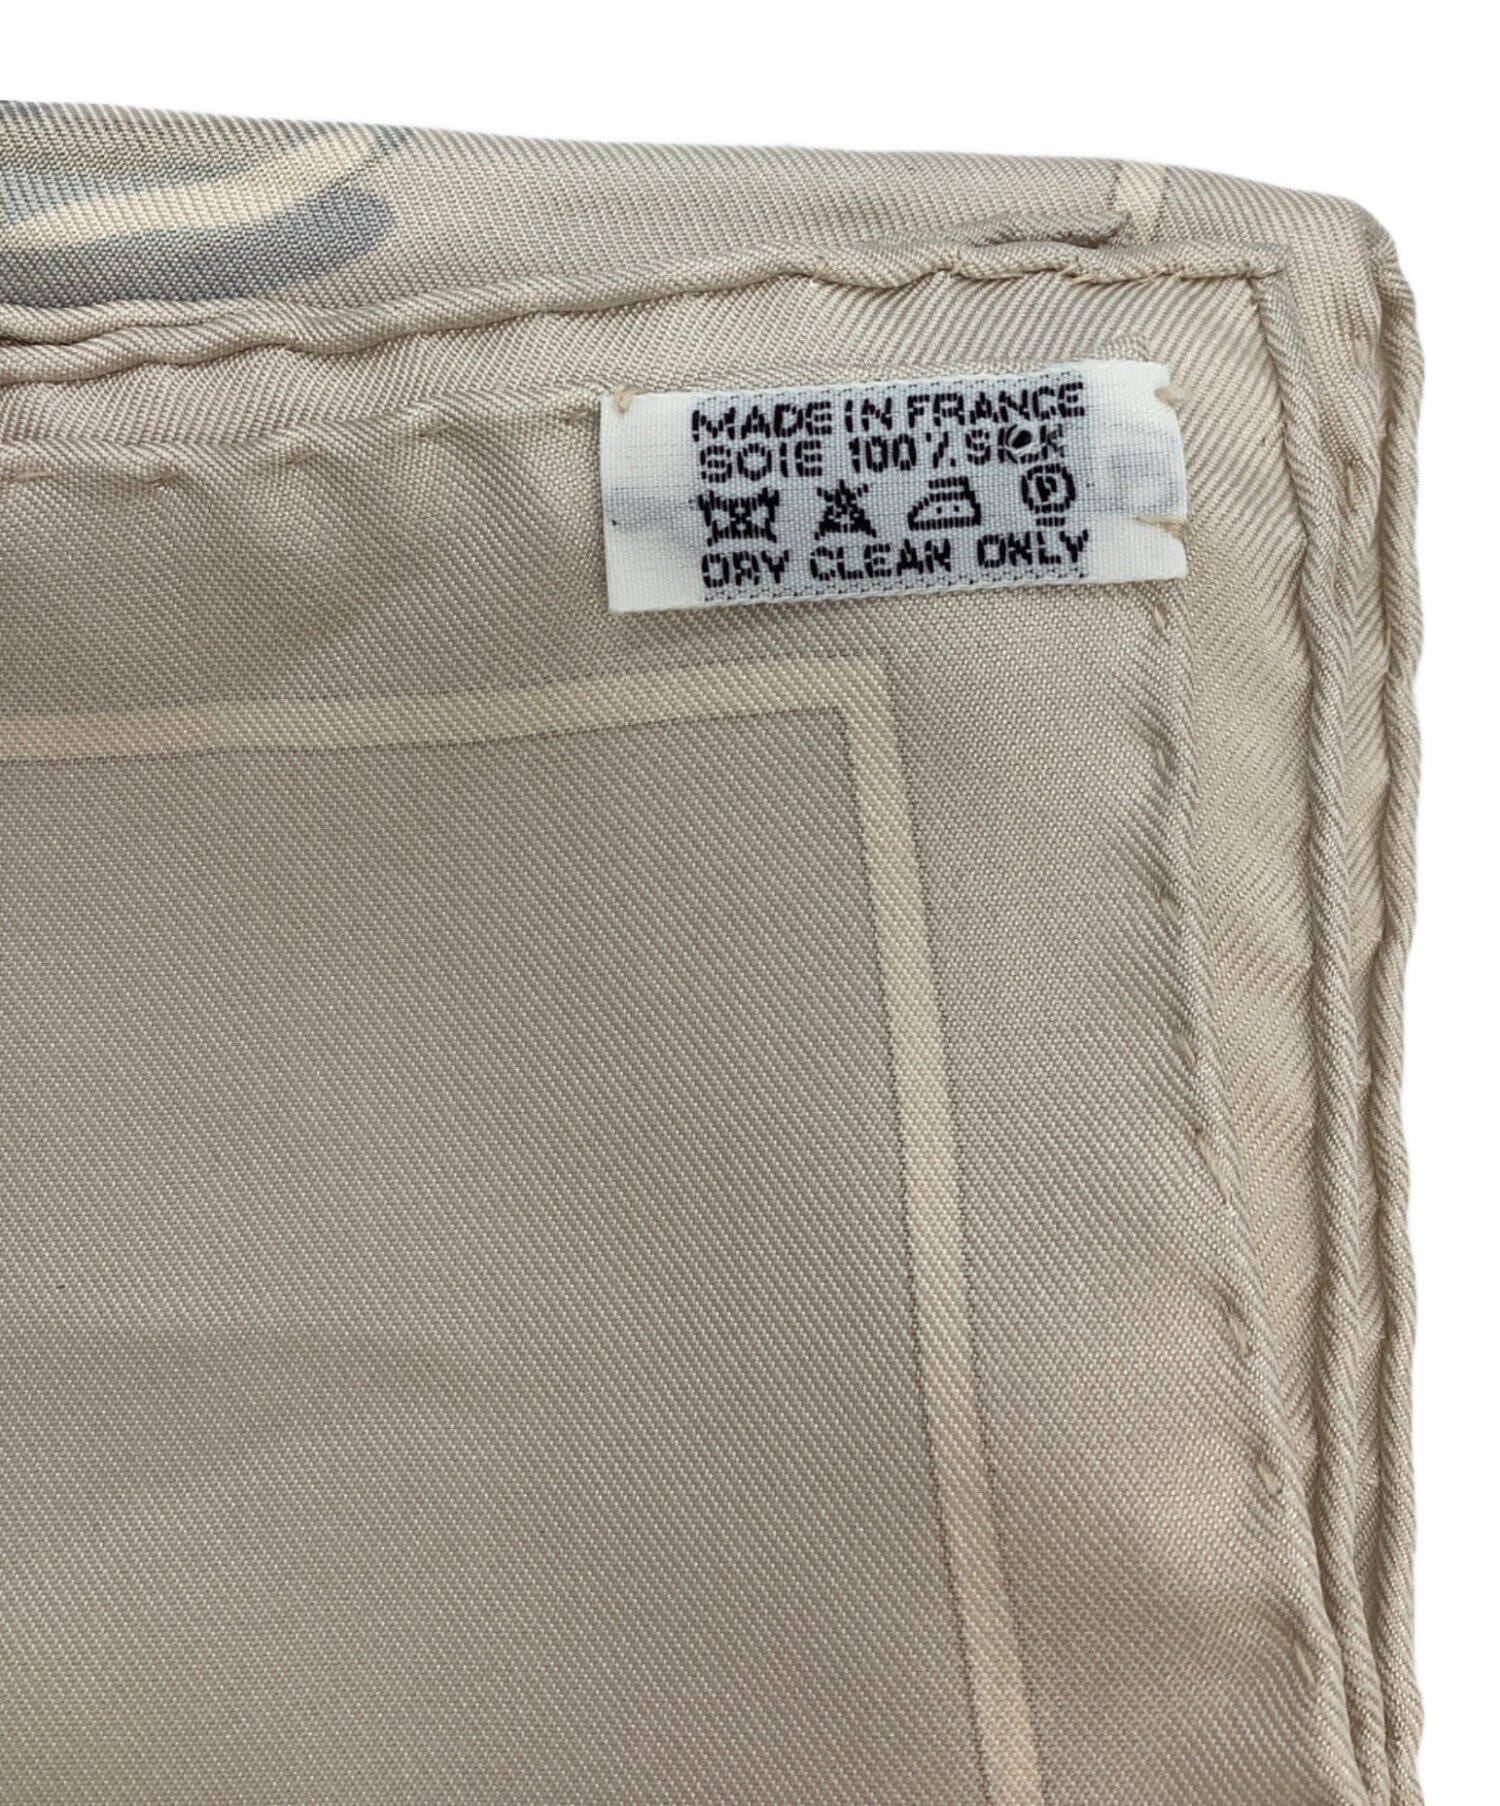 MADE IN FRANCE
SOIE 100% SILK
P
DRY CLEAN ONLY